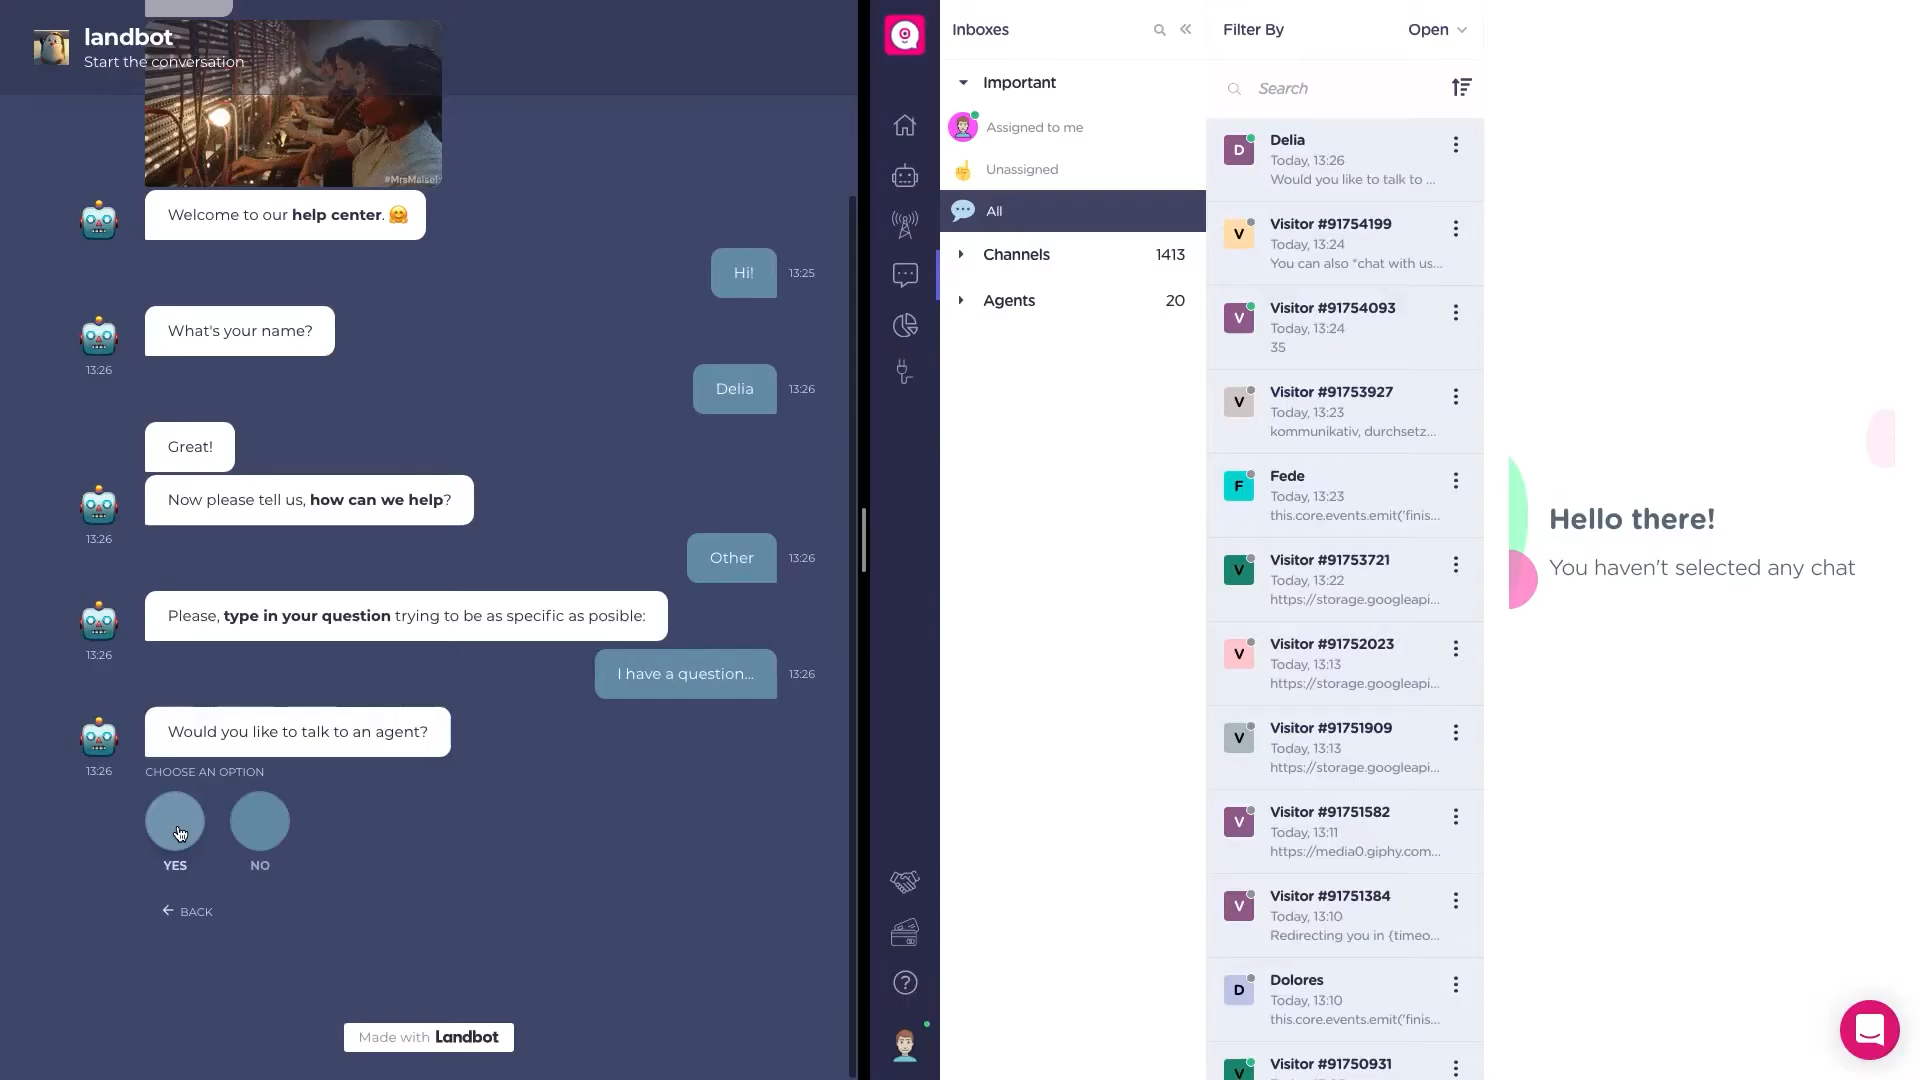 landbot
Start the conversation
#MrsMaisel
Welcome to our help center. 🤗
Hi!
13:25
What's your name?
13:26
Delia
13:26
Great!
Now please tell us, how can we help?
13:26
Other
13:26
Please, type in your question trying to be as specific as posible:
13:26
I have a question...
13:26
Would you like to talk to an agent?
13:26
CHOOSE AN OPTION
YES
NO
BACK
Made with Landbot
Inboxes
Important
Assigned to me
Unassigned
All
Channels 1413
Agents 20
Filter By
Open
Search
D
Delia
Today, 13:26
Would you like to talk to ...
V
Visitor #91754199
Today, 13:24
You can also *chat with us...
V
Visitor #91754093
Today, 13:24
35
V
Visitor #91753927
Today, 13:23
kommunikativ, durchsetz...
F
Fede
Today, 13:23
this.core.events.emit('finis...
V
Visitor #91753721
Today, 13:22
https://storage.googleapi...
V
Visitor #91752023
Today, 13:13
https://storage.googleapi...
V
Visitor #91751909
Today, 13:13
https://storage.googleapi...
V
Visitor #91751582
Today, 13:11
https://media0.giphy.com...
V
Visitor #91751384
Today, 13:10
Redirecting you in {timeo...
D
Dolores
Today, 13:10
this.core.events.emit('finis...
V
Visitor #91750931
Hello there!
You haven't selected any chat